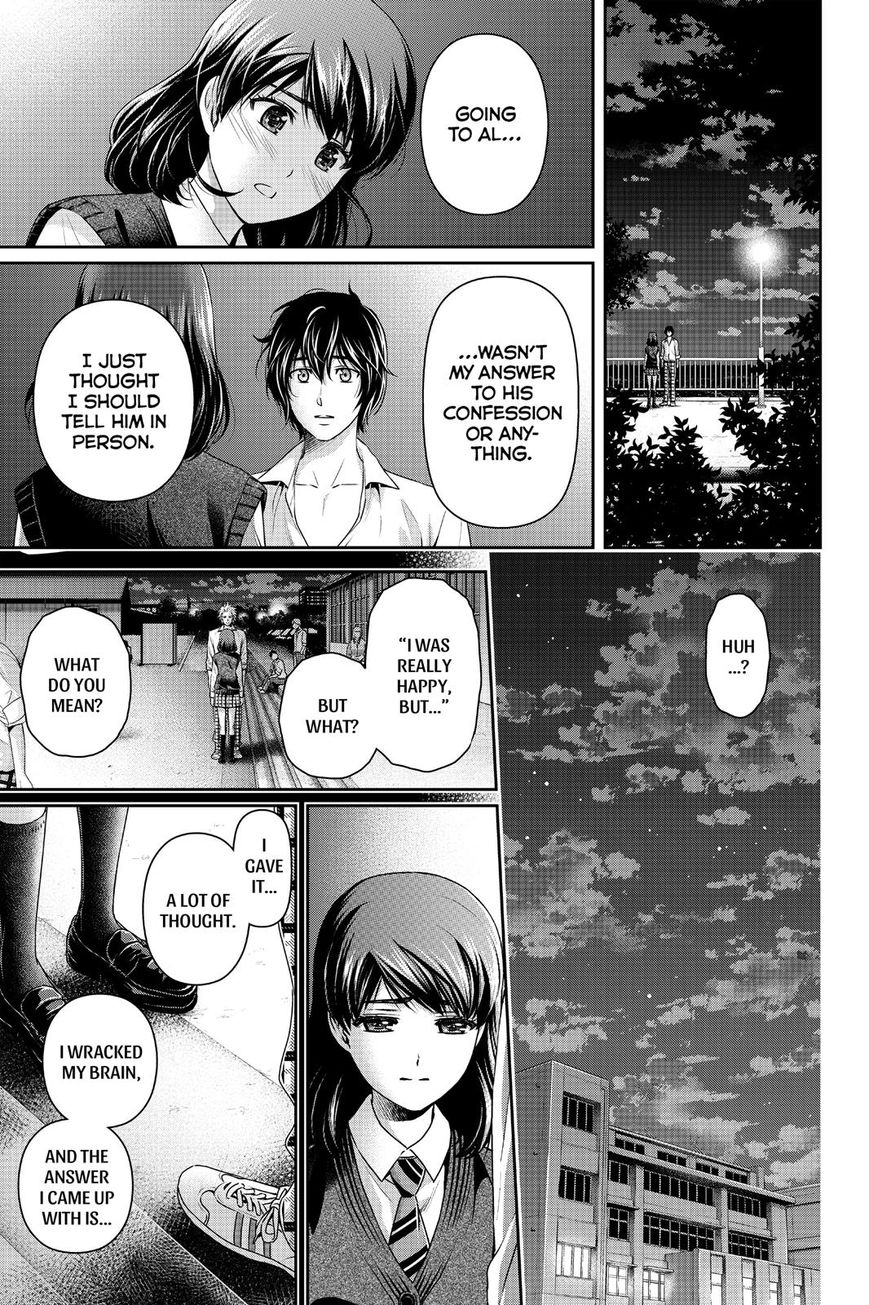 GOING
TO AL...
...WASN'T
MY ANSWER
TO HIS
CONFESSION
OR ANY-
THING.
I JUST
THOUGHT
I SHOULD
TELL HIM IN
PERSON.
HUH
...?
"I WAS
REALLY
HAPPY,
BUT..."
BUT
WHAT?
WHAT
DO YOU
MEAN?
I
GAVE
IT...
A LOT OF
THOUGHT.
I WRACKED
MY BRAIN,
AND THE
ANSWER
I CAME UP
WITH IS...